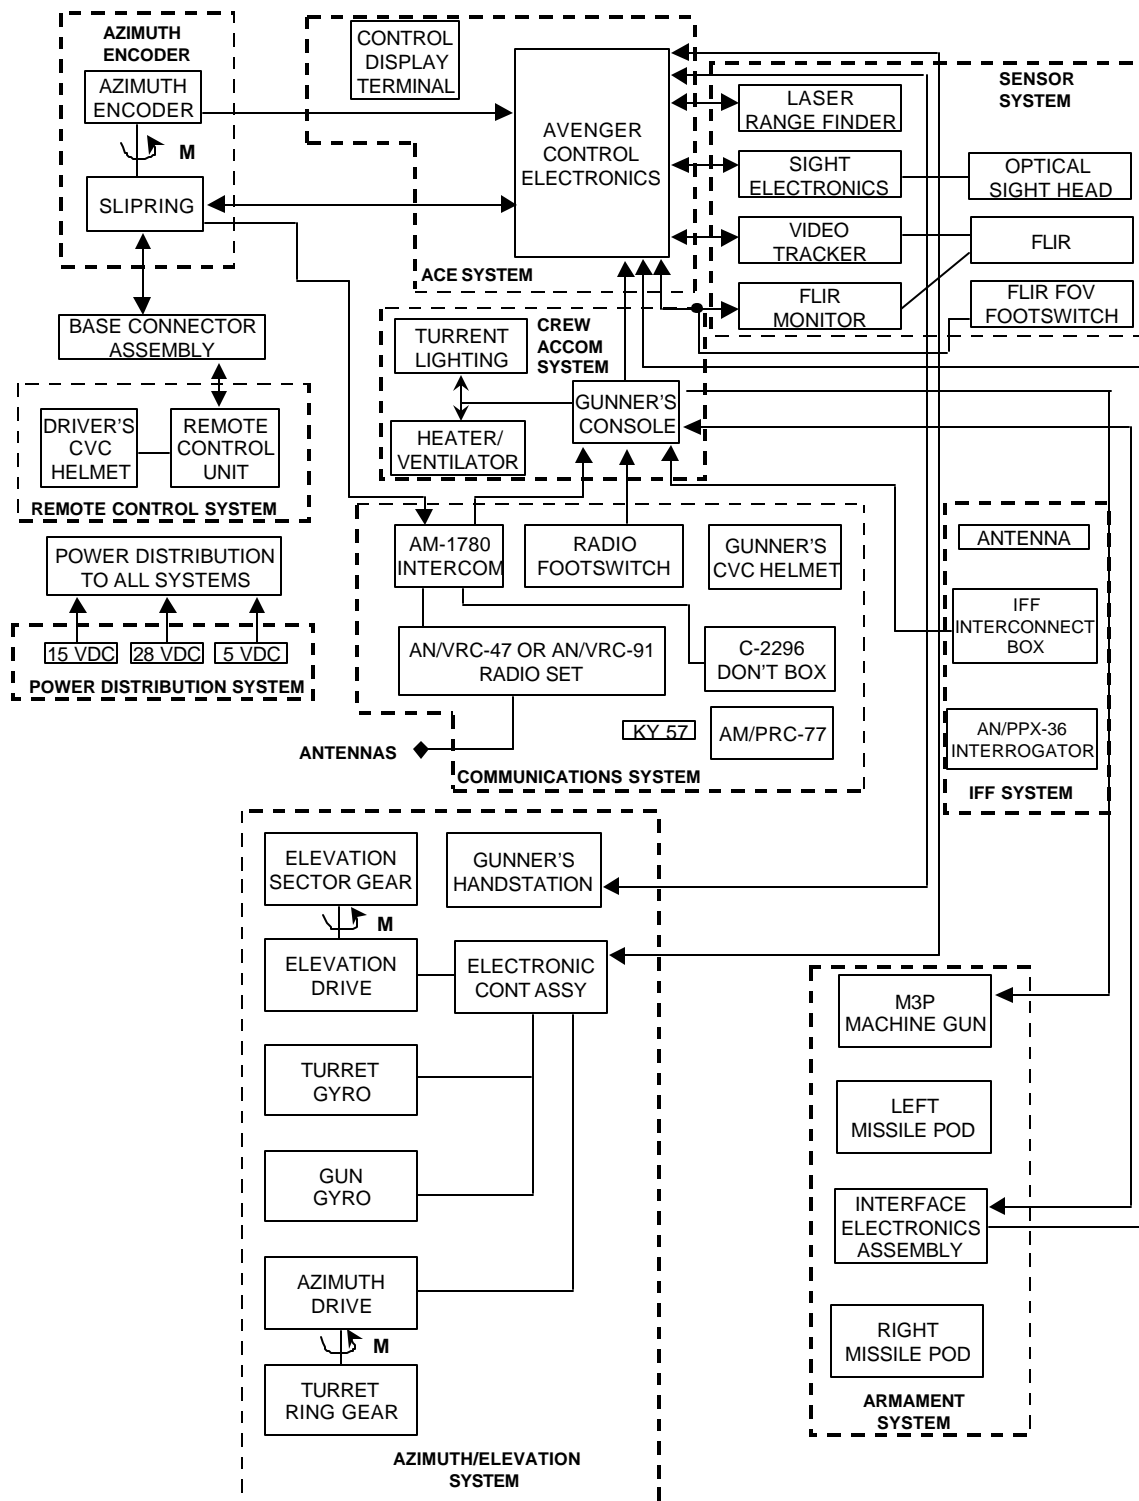 AZIMUTH
ENCODER
AZIMUTH
ENCODER
M
SLIPRING
CONTROL
DISPLAY
TERMINAL
AVENGER
CONTROL
ELECTRONICS
ACE SYSTEM
SENSOR
SYSTEM
LASER
RANGE FINDER
SIGHT
ELECTRONICS
OPTICAL
SIGHT HEAD
VIDEO
TRACKER
FLIR
FLIR
MONITOR
FLIR FOV
FOOTSWITCH
BASE CONNECTOR
ASSEMBLY
TURRENT
LIGHTING
CREW
ACCOM
SYSTEM
GUNNER'S
CONSOLE
HEATER/
VENTILATOR
DRIVER'S
CVC
HELMET
REMOTE
CONTROL
UNIT
REMOTE CONTROL SYSTEM
POWER DISTRIBUTION
TO ALL SYSTEMS
15 VDC
28 VDC
5 VDC
POWER DISTRIBUTION SYSTEM
AM-1780
INTERCOM
RADIO
FOOTSWITCH
GUNNER'S
CVC HELMET
AN/VRC-47 OR AN/VRC-91
RADIO SET
C-2296
DON'T BOX
KY 57
AM/PRC-77
ANTENNAS
COMMUNICATIONS SYSTEM
ANTENNA
IFF
INTERCONNECT
BOX
AN/PPX-36
INTERROGATOR
IFF SYSTEM
ELEVATION
SECTOR GEAR
GUNNER'S
HANDSTATION
M
ELEVATION
DRIVE
ELECTRONIC
CONT ASSY
TURRET
GYRO
GUN
GYRO
AZIMUTH
DRIVE
M
TURRET
RING GEAR
AZIMUTH/ELEVATION
SYSTEM
M3P
MACHINE GUN
LEFT
MISSILE POD
INTERFACE
ELECTRONICS
ASSEMBLY
RIGHT
MISSILE POD
ARMAMENT
SYSTEM